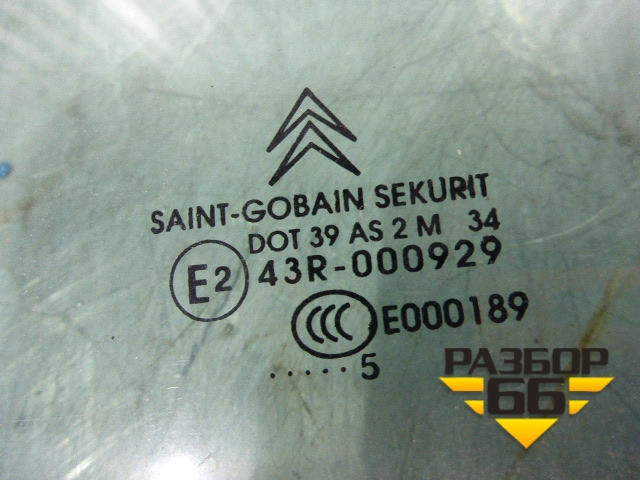 SAINT-GOBAIN SEKURIT
DOT 39 AS 2 M 34
E2 43R-000929
CCC E000189
.....5
РАЗБОР
66